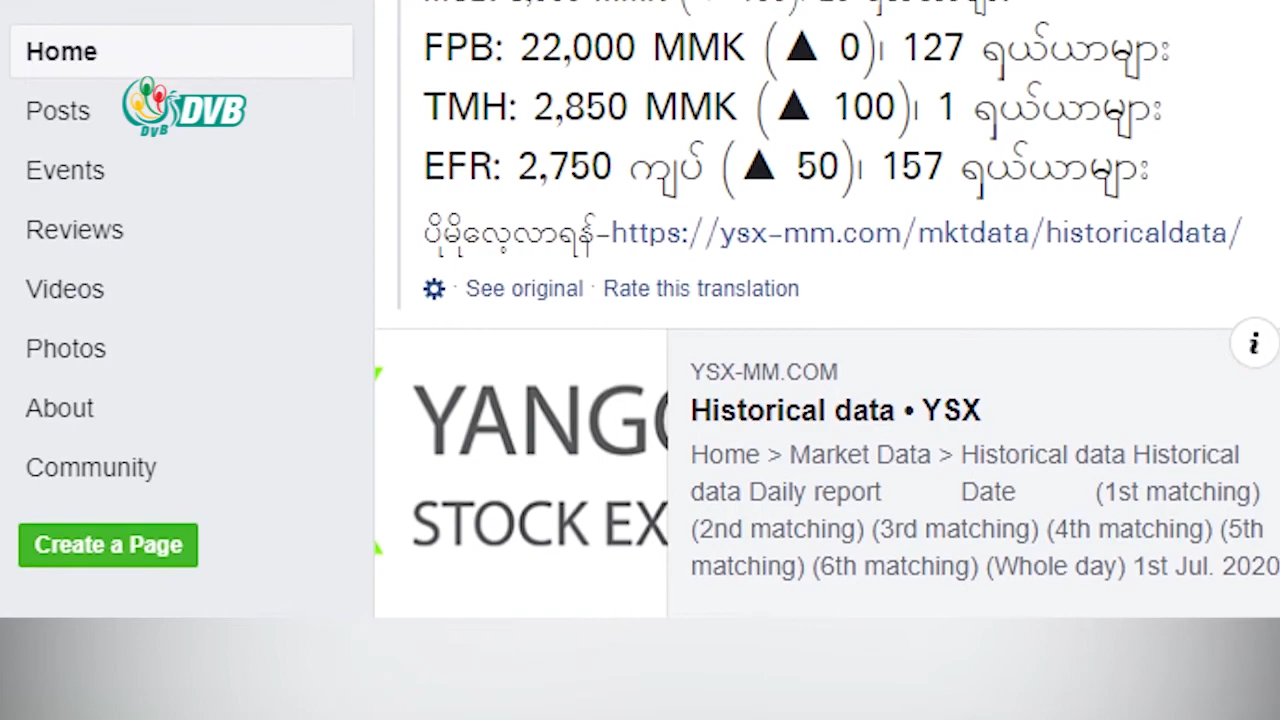 Home
Posts
Events
Reviews
Videos
Photos
About
Community
Create a Page
DVB
DVB
FPB: 22,000 MMK (▲ 0)၊ 127 ရှယ်ယာများ
TMH: 2,850 MMK (▲ 100)၊ 1 ရှယ်ယာများ
EFR: 2,750 ကျပ် (▲ 50)၊ 157 ရှယ်ယာများ
ပိုမိုလေ့လာရန်-https://ysx-mm.com/mktdata/historicaldata/
· See original · Rate this translation
YANGO
STOCK EX
YSX-MM.COM
Historical data • YSX
Home > Market Data > Historical data Historical
data Daily report Date (1st matching)
(2nd matching) (3rd matching) (4th matching) (5th
matching) (6th matching) (Whole day) 1st Jul. 2020